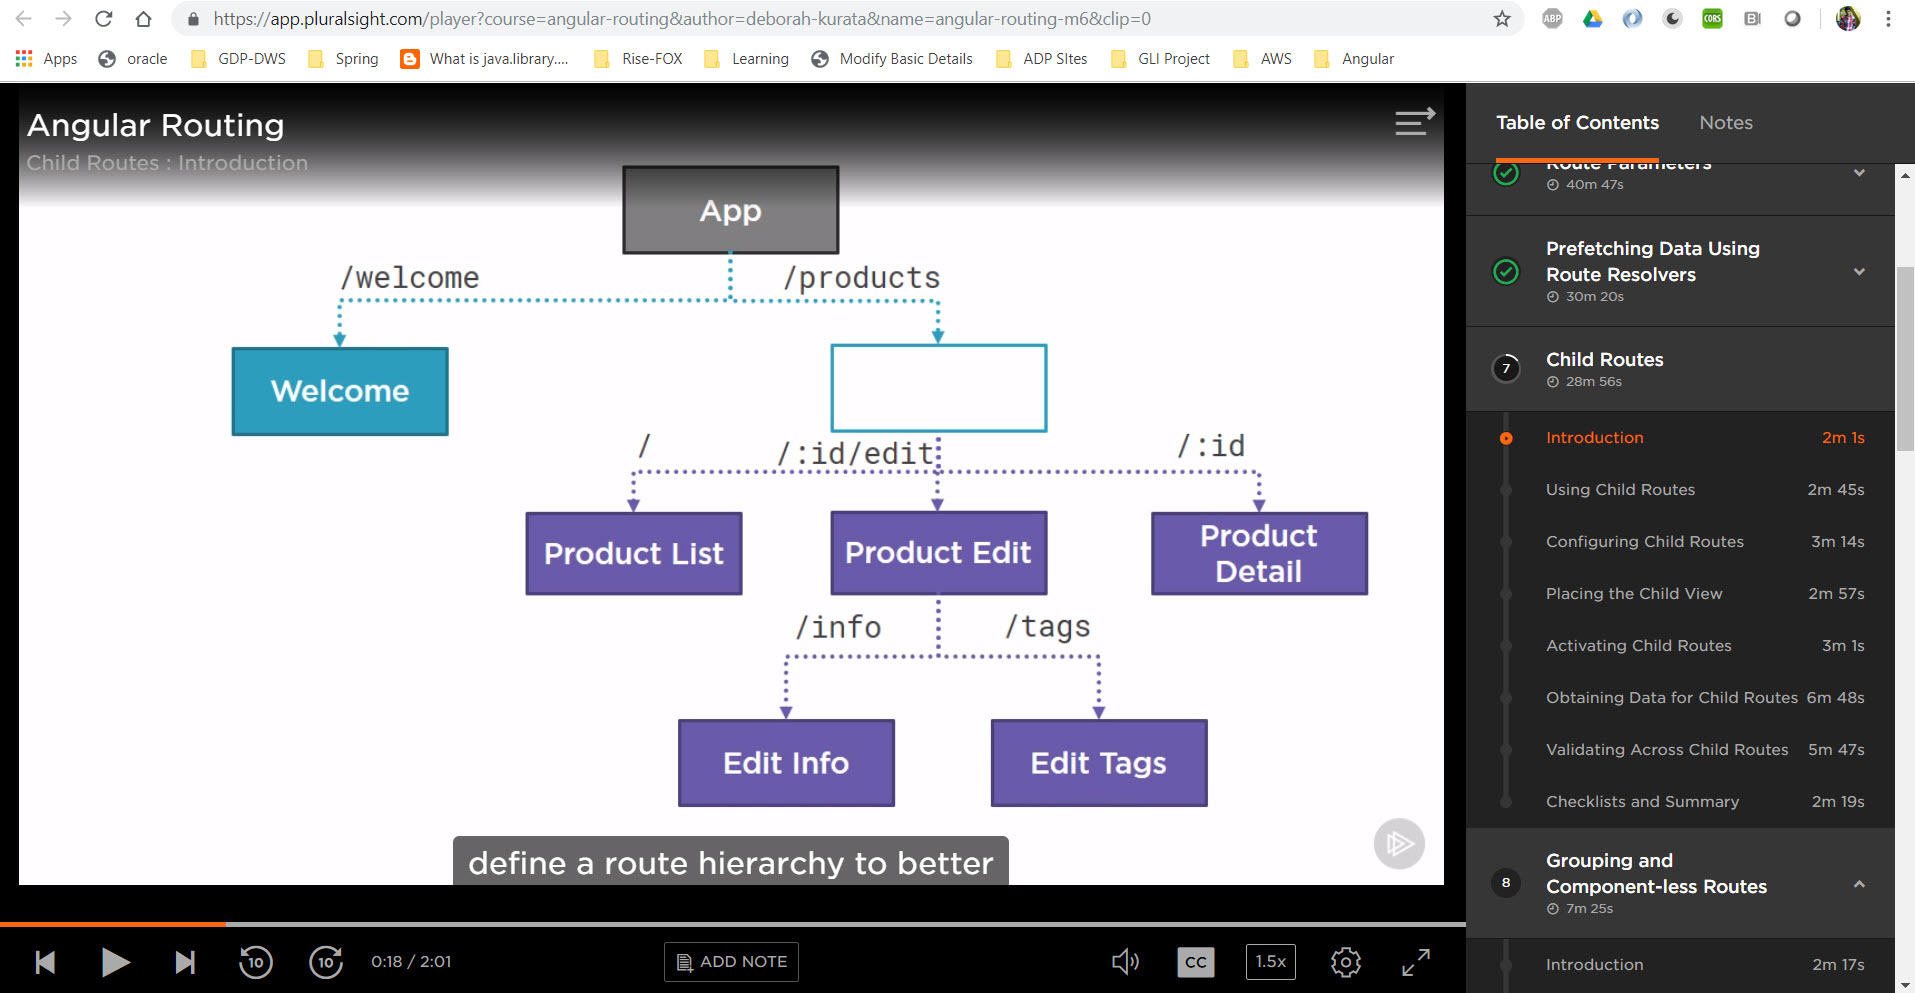 https://app.pluralsight.com/player?course=angular-routing&author=deborah-kurata&name=angular-routing-m6&clip=0
ABP
CORS
Apps oracle GDP-DWS Spring What is java.library.... Rise-FOX Learning Modify Basic Details ADP SItes GLI Project AWS Angular
Angular Routing
Child Routes : Introduction
App
/welcome /products
Welcome
/ /:id/edit /:id
Product List Product Edit Product
Detail
/info /tags
Edit Info Edit Tags
define a route hierarchy to better
10 10 0:18 / 2:01 ADD NOTE CC 1.5x
Table of Contents Notes
Route Parameters
40m 47s
Prefetching Data Using
Route Resolvers
30m 20s
7 Child Routes
28m 56s
Introduction 2m 1s
Using Child Routes 2m 45s
Configuring Child Routes 3m 14s
Placing the Child View 2m 57s
Activating Child Routes 3m 1s
Obtaining Data for Child Routes 6m 48s
Validating Across Child Routes 5m 47s
Checklists and Summary 2m 19s
Grouping and
8 Component-less Routes
7m 25s
Introduction 2m 17s